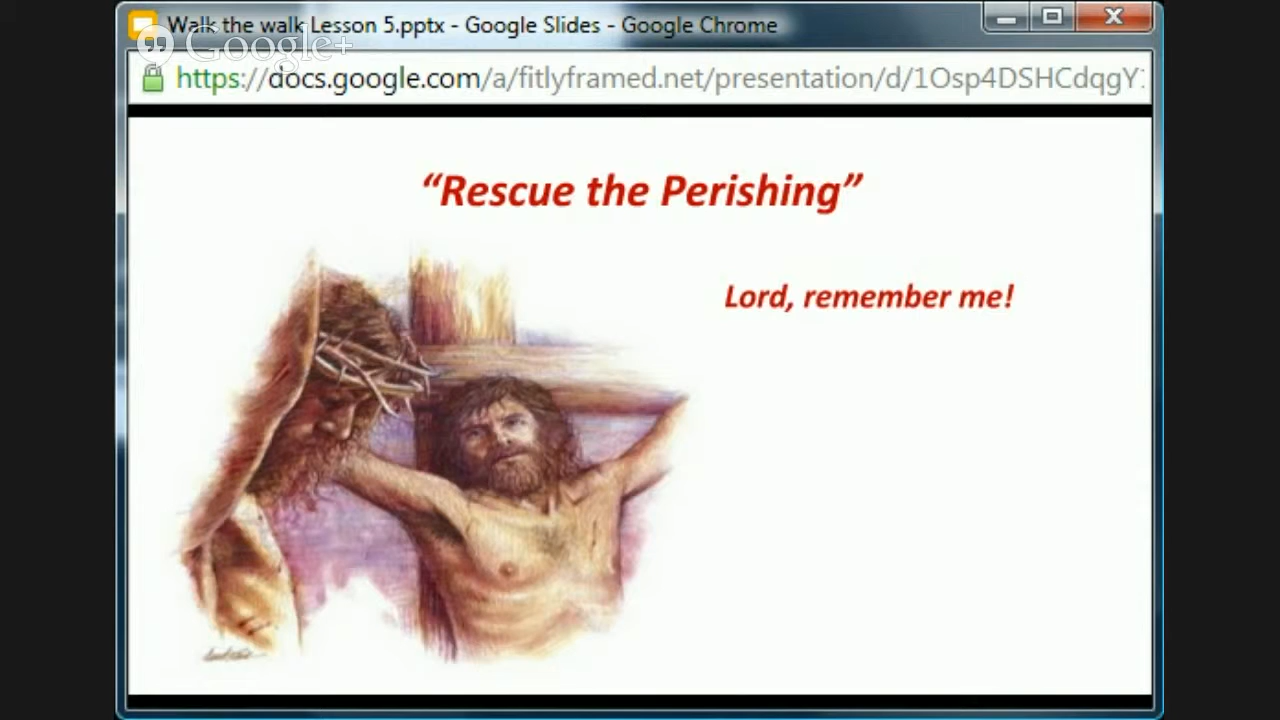 Walk the walk Lesson 5.pptx - Google Slides - Google Chrome
Google+
https://docs.google.com/a/fitlyframed.net/presentation/d/1Osp4DSHCdqgY
“Rescue the Perishing”
Lord, remember me!